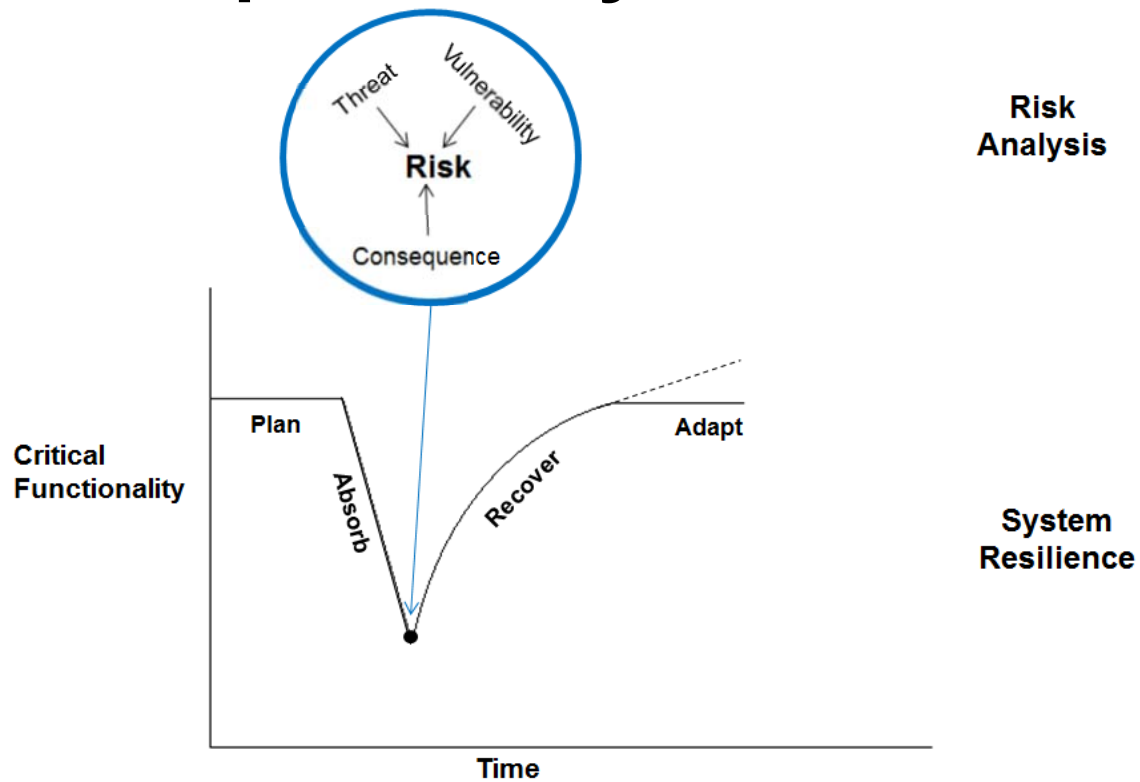 Threat
Vulnerability
Risk
Consequence
Risk
Analysis
Plan
Absorb
Recover
Adapt
Critical
Functionality
System
Resilience
Time